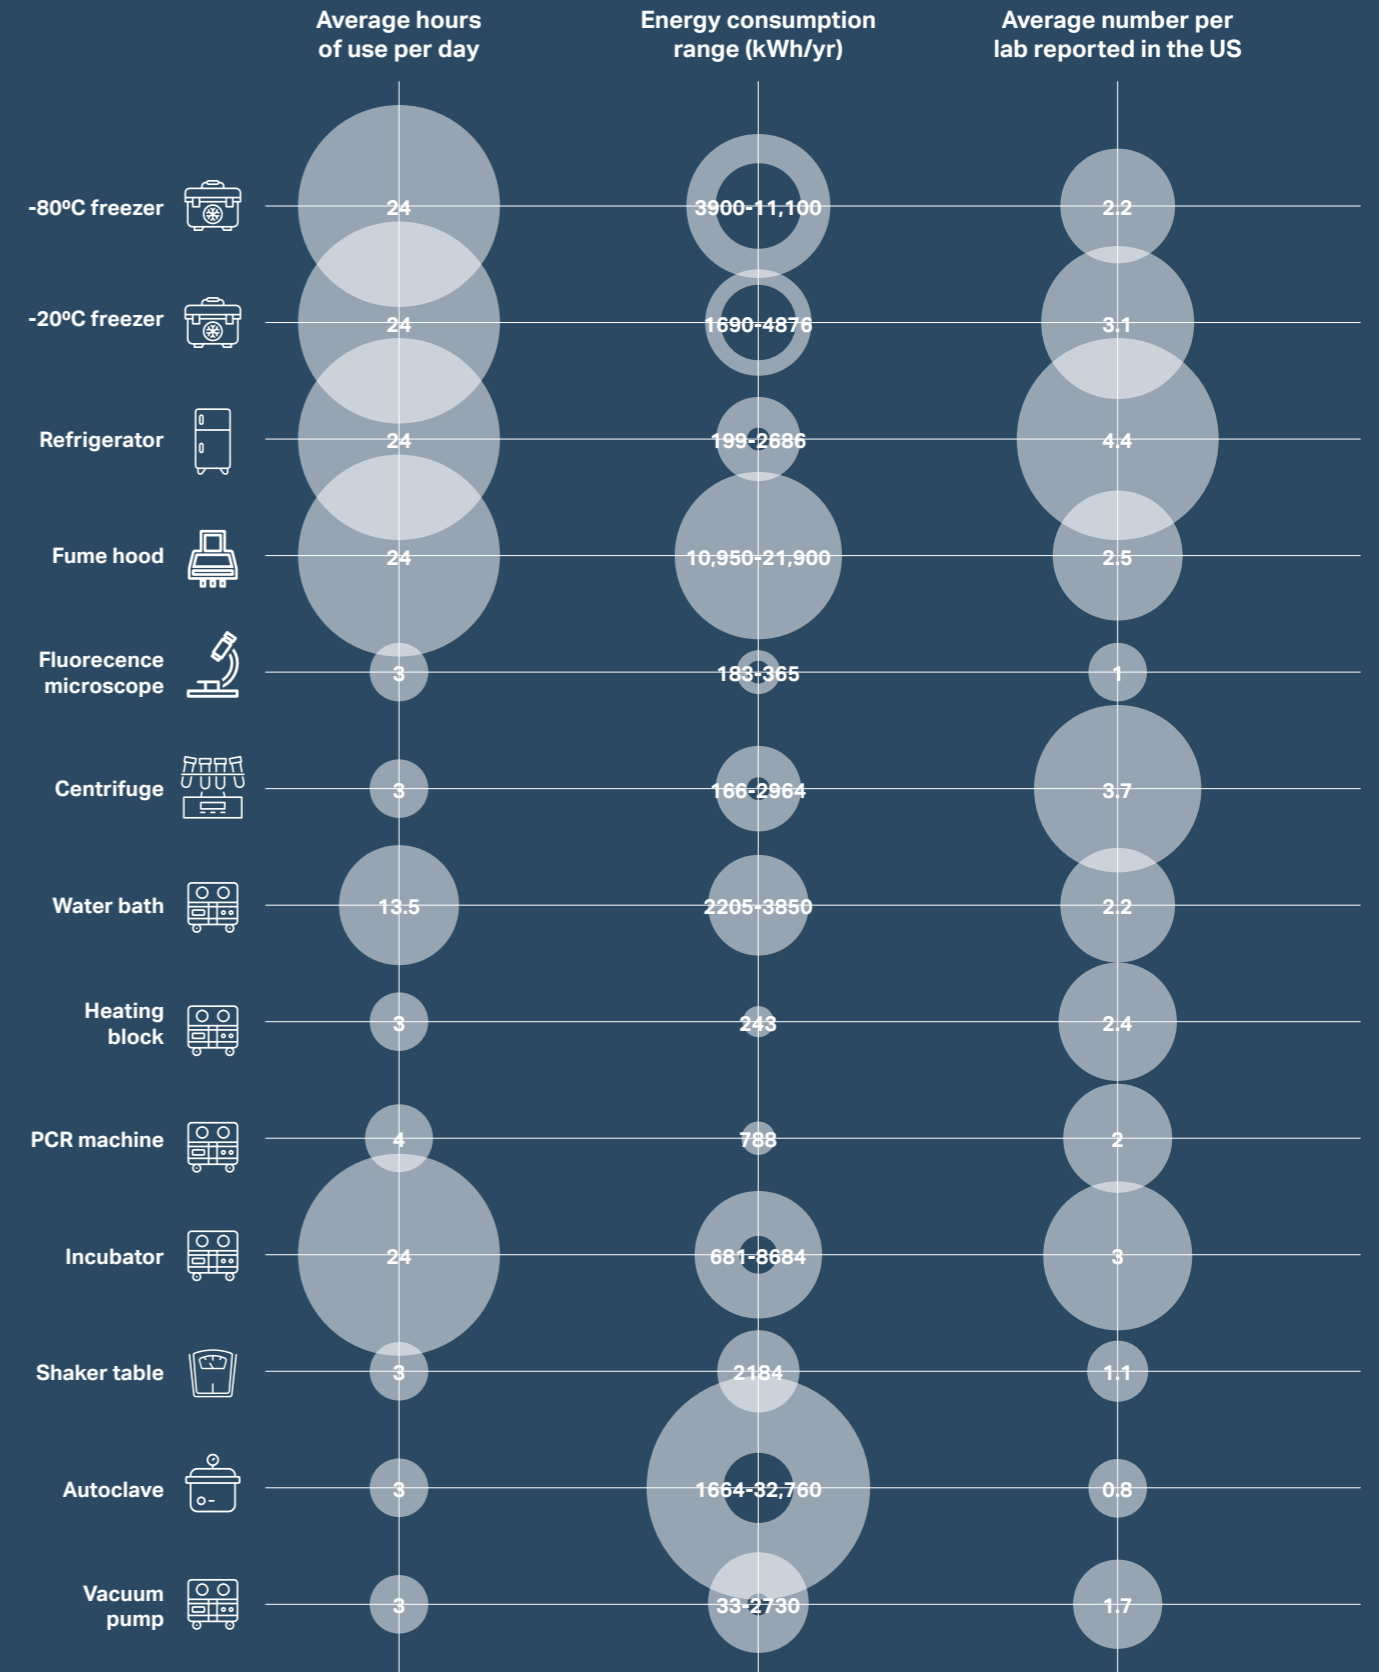 Average hours
of use per day
Energy consumption
range (kWh/yr)
Average number per
lab reported in the US
-80ºC freezer
24
3900-11,100
2.2
-20ºC freezer
24
1690-4876
3.1
Refrigerator
24
199-2686
4.4
Fume hood
24
10,950-21,900
2.5
Fluorecence
microscope
3
183-365
1
Centrifuge
3
166-2964
3.7
Water bath
13.5
2205-3850
2.2
Heating
block
3
243
2.4
PCR machine
4
788
2
Incubator
24
681-8684
3
Shaker table
3
2184
1.1
Autoclave
3
1664-32,760
0.8
Vacuum
pump
3
33-2730
1.7